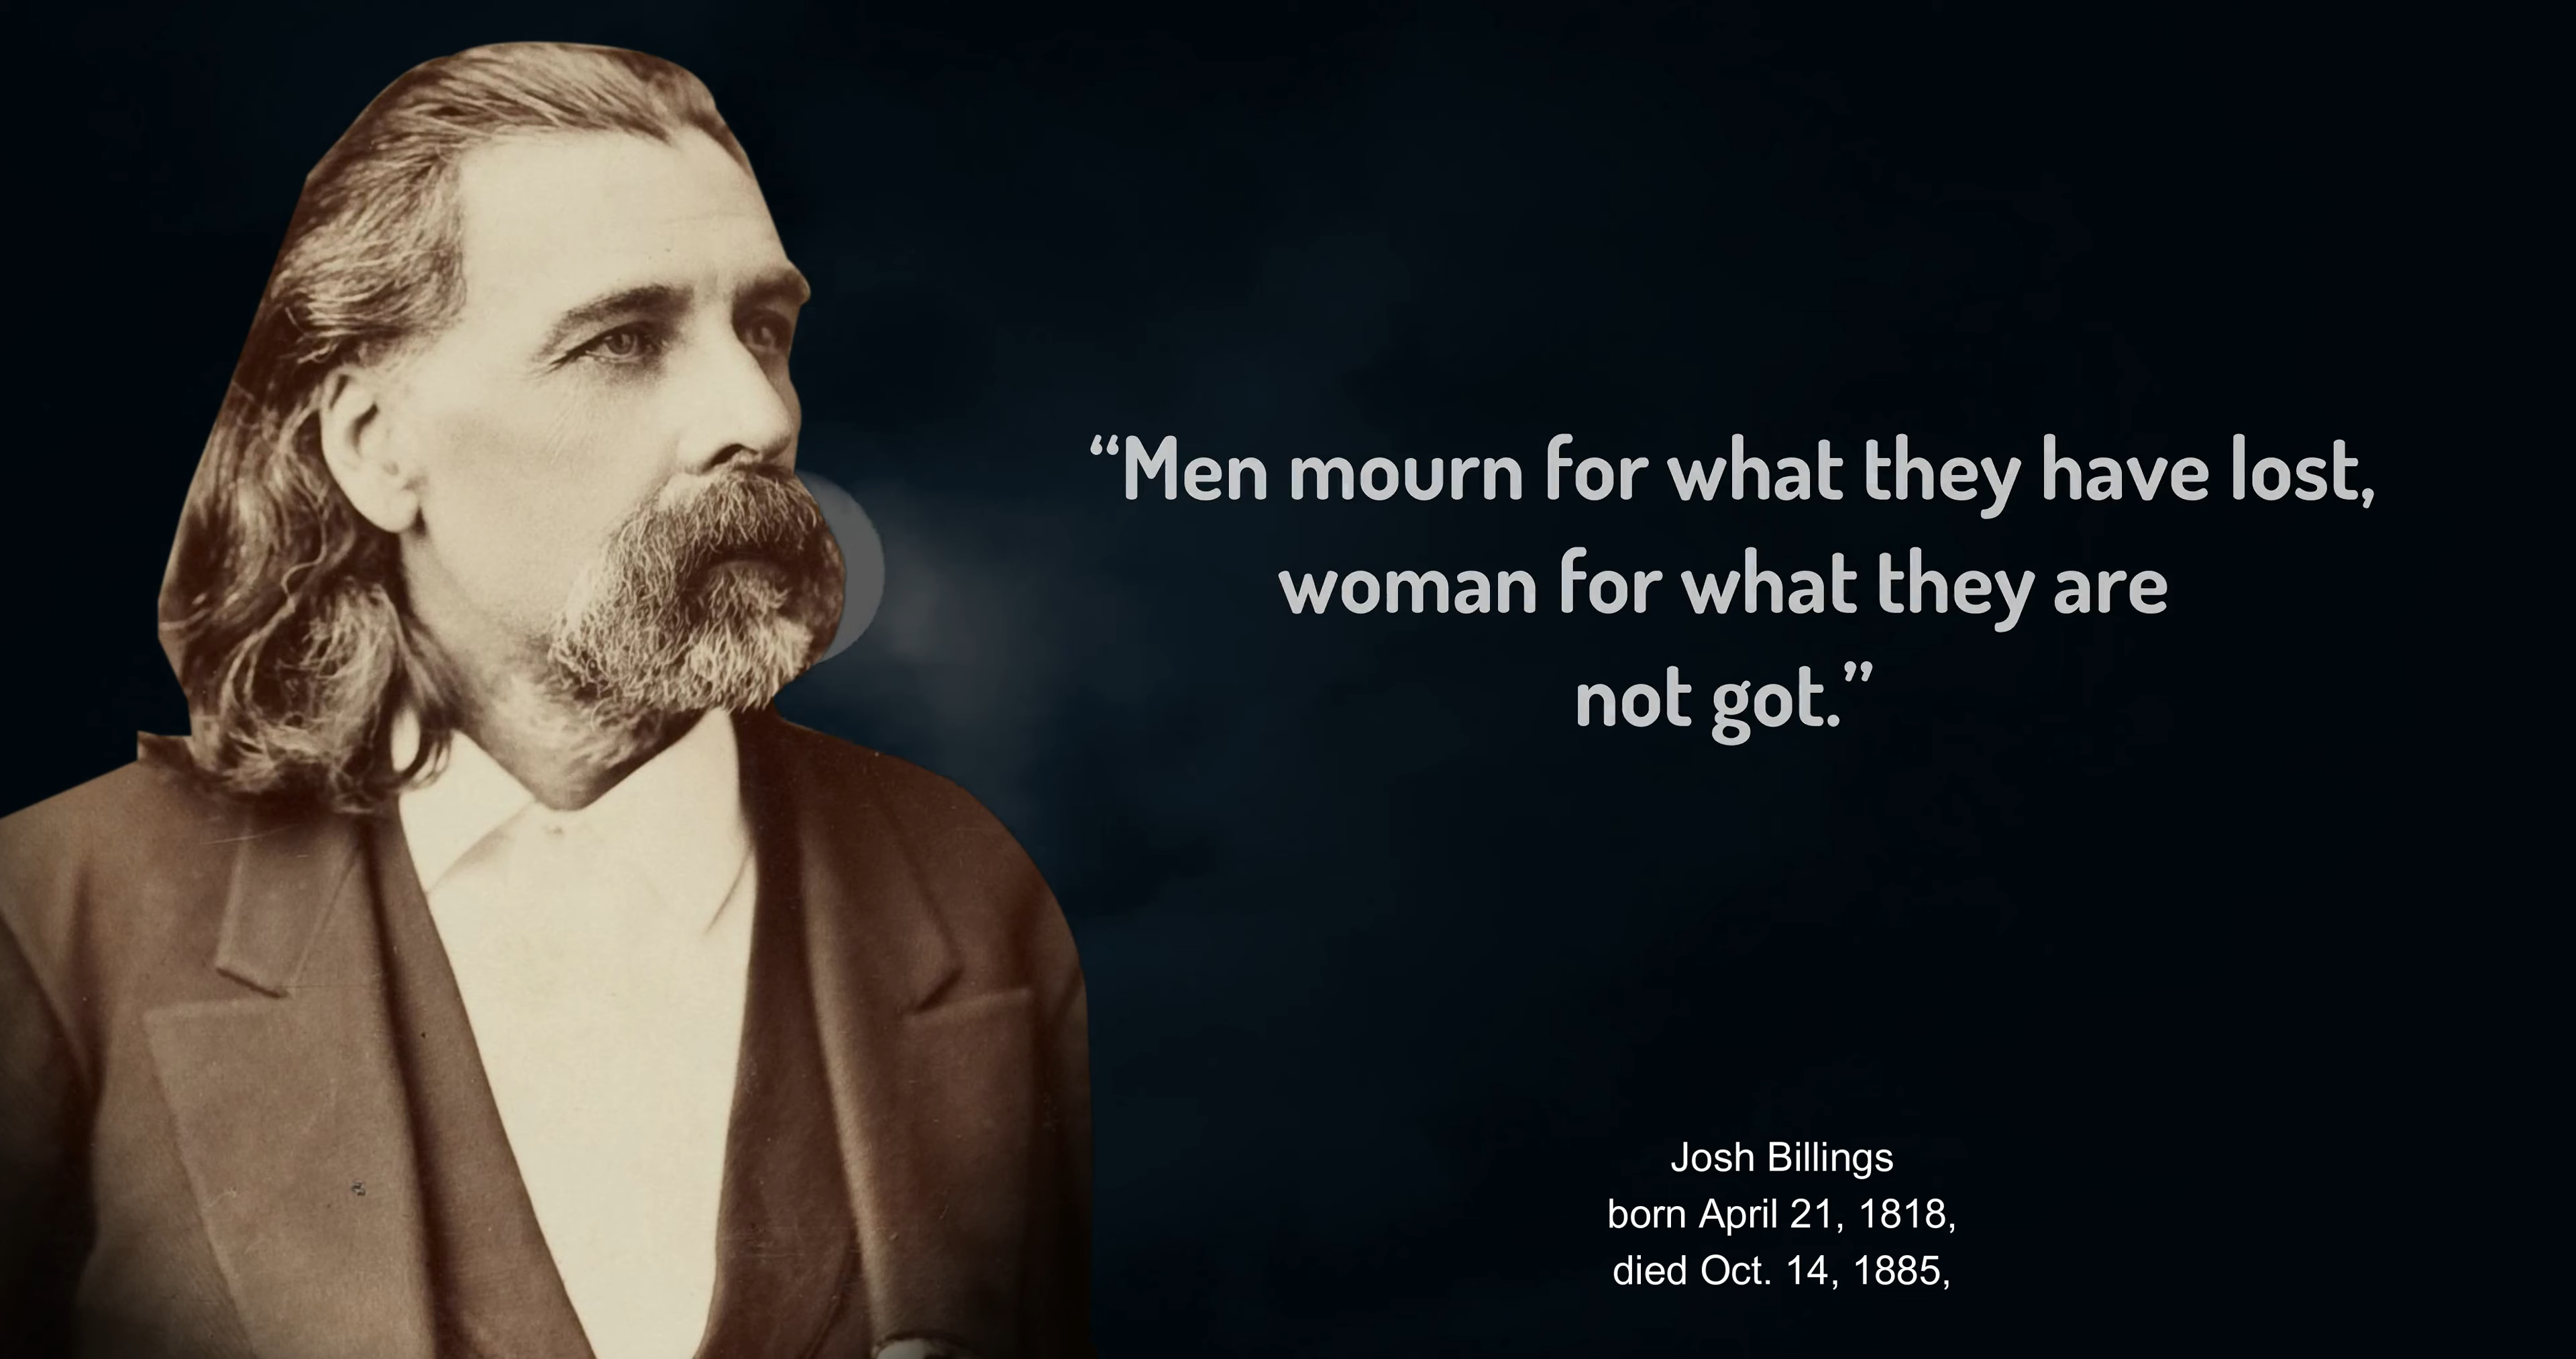 “Men mourn for what they have lost,
woman for what they are
not got.”
Josh Billings
born April 21, 1818,
died Oct. 14, 1885,